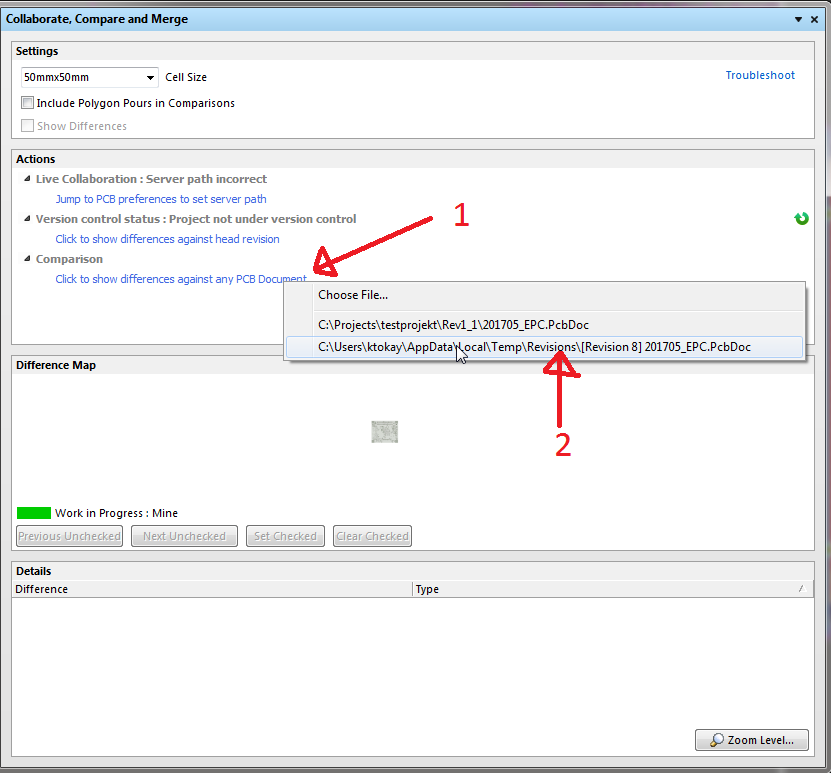 Collaborate, Compare and Merge
Settings
50mmx50mm Cell Size Troubleshoot
Include Polygon Pours in Comparisons
Show Differences
Actions
Live Collaboration : Server path incorrect
Jump to PCB preferences to set server path
1
Version control status : Project not under version control
Click to show differences against head revision
Comparison
Click to show differences against any PCB Document
Choose File...
C:\Projects\testprojekt\Rev1_1\201705_EPC.PcbDoc
C:\Users\ktokay\AppData\Local\Temp\Revisions\[Revision 8] 201705_EPC.PcbDoc
Difference Map
2
Work in Progress : Mine
Previous Unchecked Next Unchecked Set Checked Clear Checked
Details
Difference Type
Zoom Level...